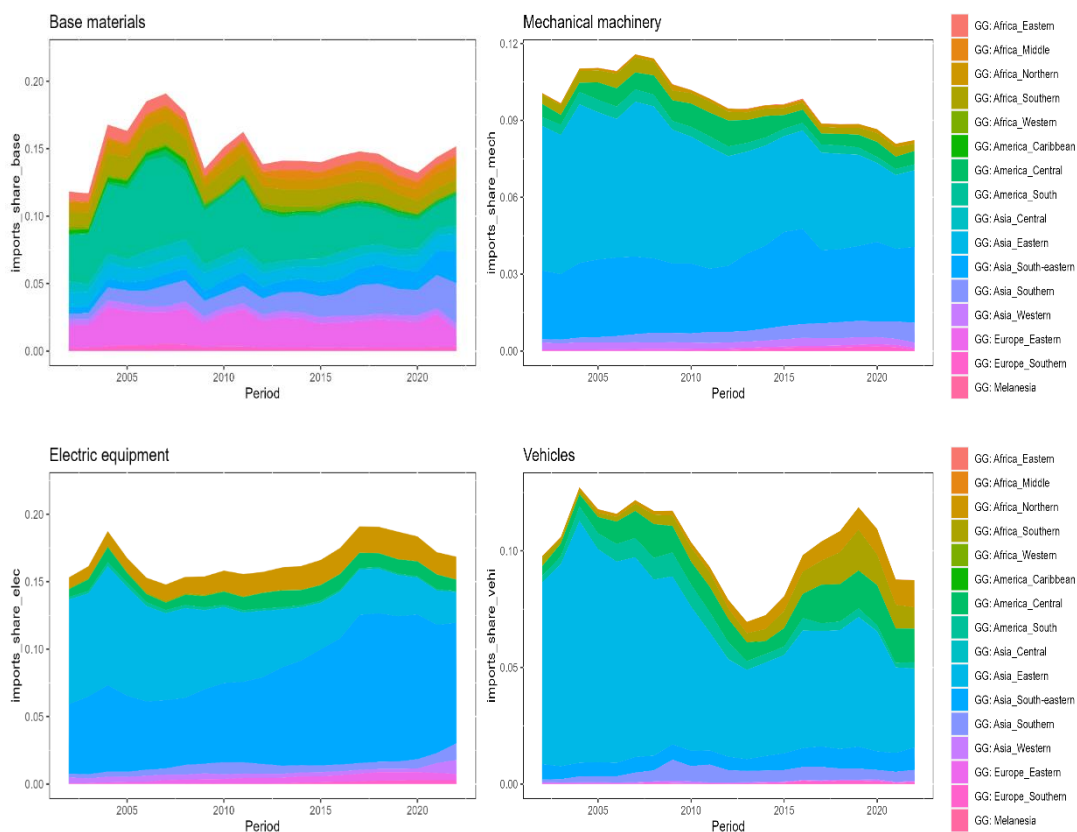 Base materials
imports_share_base
0.20
0.15
0.10
0.05
0.00
2005
2010
2015
2020
Period
Mechanical machinery
imports_share_mech
0.12
0.09
0.06
0.03
0.00
2005
2010
2015
2020
Period
GG: Africa_Eastern
GG: Africa_Middle
GG: Africa_Northern
GG: Africa_Southern
GG: Africa_Western
GG: America_Caribbean
GG: America_Central
GG: America_South
GG: Asia_Central
GG: Asia_Eastern
GG: Asia_South-eastern
GG: Asia_Southern
GG: Asia_Western
GG: Europe_Eastern
GG: Europe_Southern
GG: Melanesia
Electric equipment
imports_share_elec
0.20
0.15
0.10
0.05
0.00
2005
2010
2015
2020
Period
Vehicles
imports_share_vehi
0.10
0.05
0.00
2005
2010
2015
2020
Period
GG: Africa_Eastern
GG: Africa_Middle
GG: Africa_Northern
GG: Africa_Southern
GG: Africa_Western
GG: America_Caribbean
GG: America_Central
GG: America_South
GG: Asia_Central
GG: Asia_Eastern
GG: Asia_South-eastern
GG: Asia_Southern
GG: Asia_Western
GG: Europe_Eastern
GG: Europe_Southern
GG: Melanesia